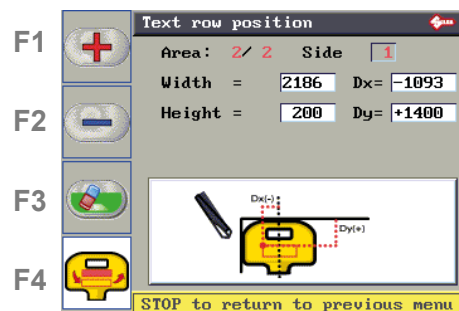 Text row position
SILCA
F1
Area: 2/ 2 Side 1
Width = 2186 Dx= -1093
F2
Height = 200 Dy= +1400
F3
Dx(-)
Dy(+)
F4
STOP to return to previous menu